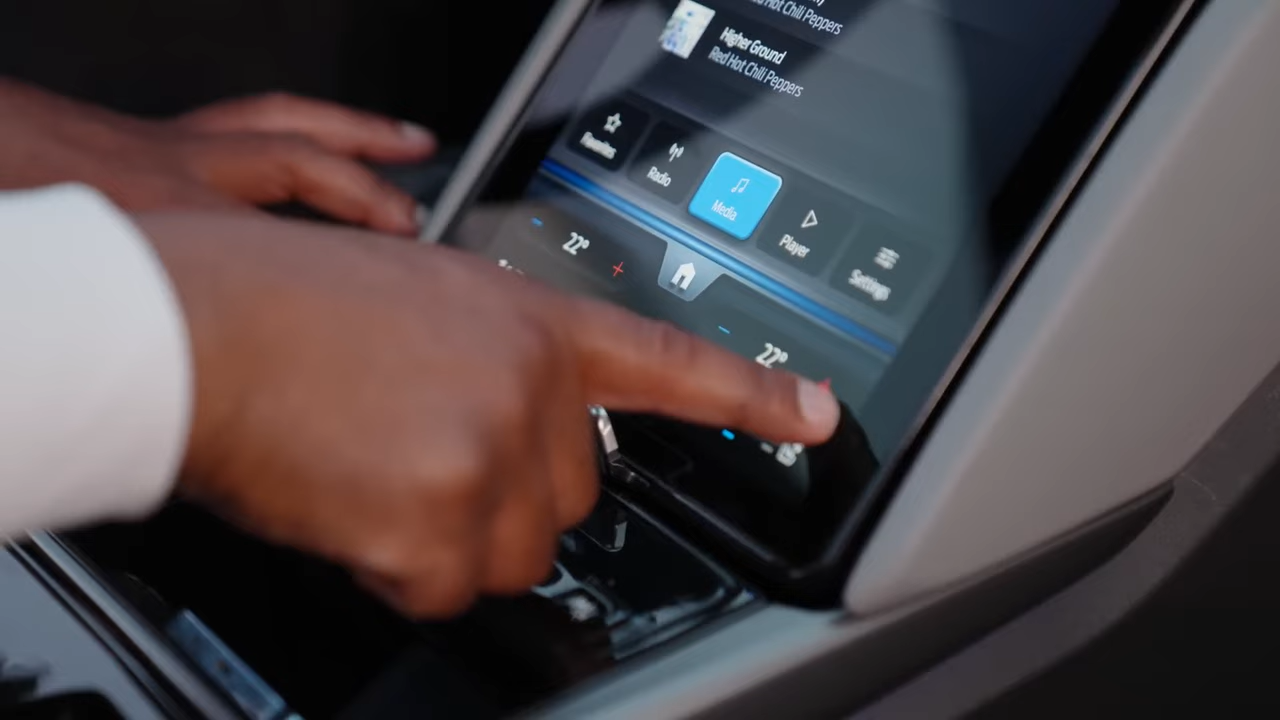 Red Hot Chili Peppers
Higher Ground
Red Hot Chili Peppers
Favorites
Radio
Media
Player
Settings
22°
+
22°